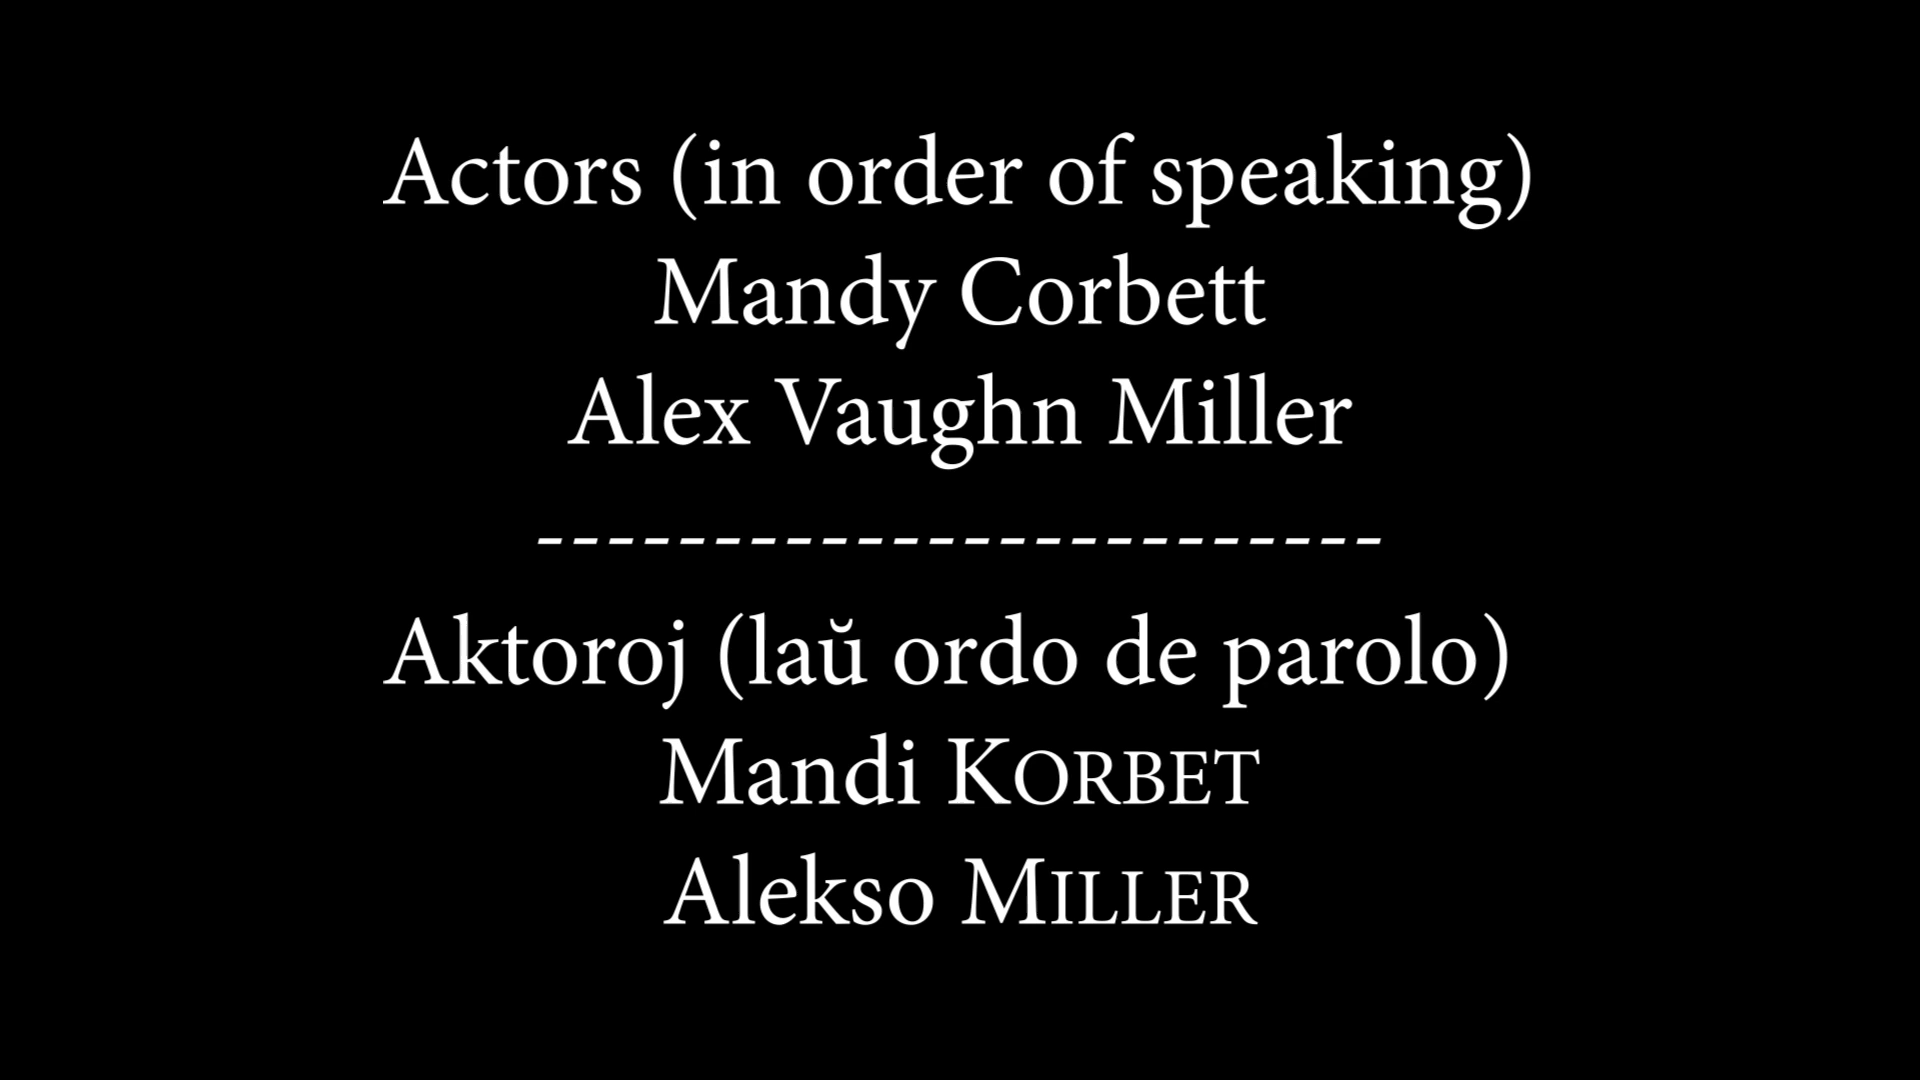 Actors (in order of speaking)
Mandy Corbett
Alex Vaughn Miller
------------------------
Aktoroj (laŭ ordo de parolo)
Mandi KORBET
Alekso MILLER